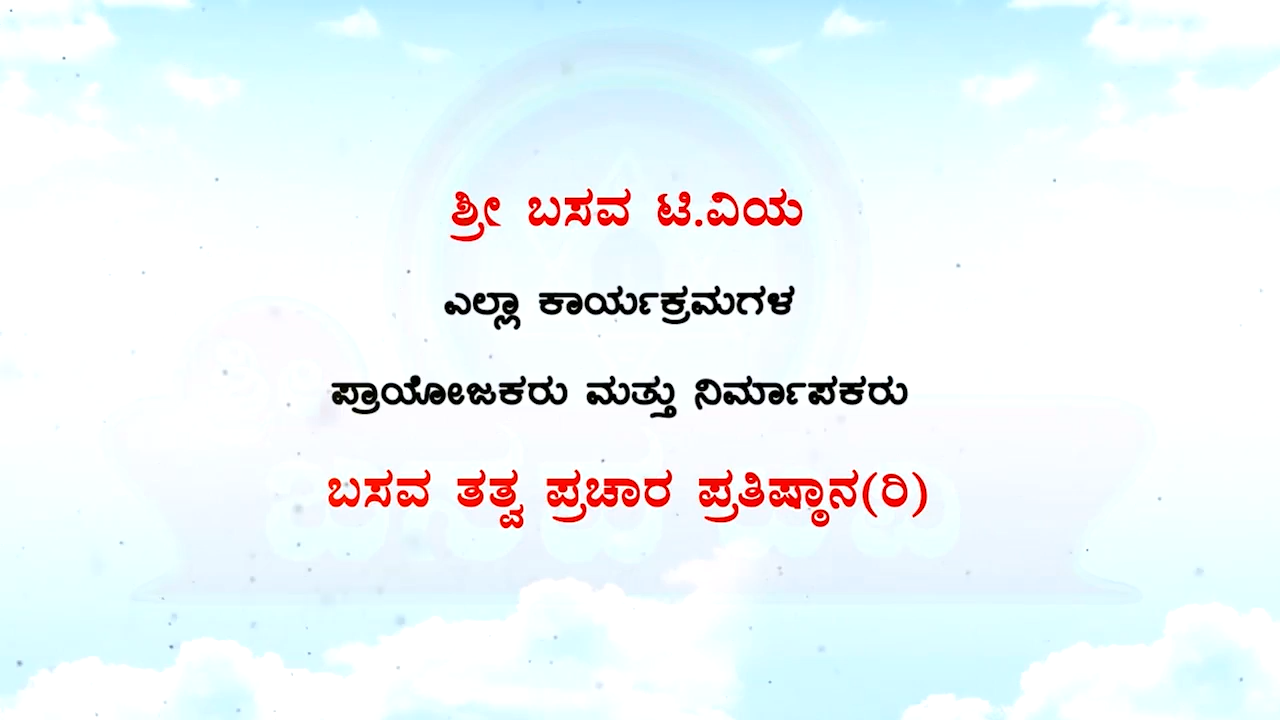 ಶ್ರೀ ಬಸವ ಟಿ.ವಿಯ
ಎಲ್ಲಾ ಕಾರ್ಯಕ್ರಮಗಳ
ಪ್ರಾಯೋಜಕರು ಮತ್ತು ನಿರ್ಮಾಪಕರು
ಬಸವ ತತ್ವ ಪ್ರಚಾರ ಪ್ರತಿಷ್ಠಾನ(ರಿ)